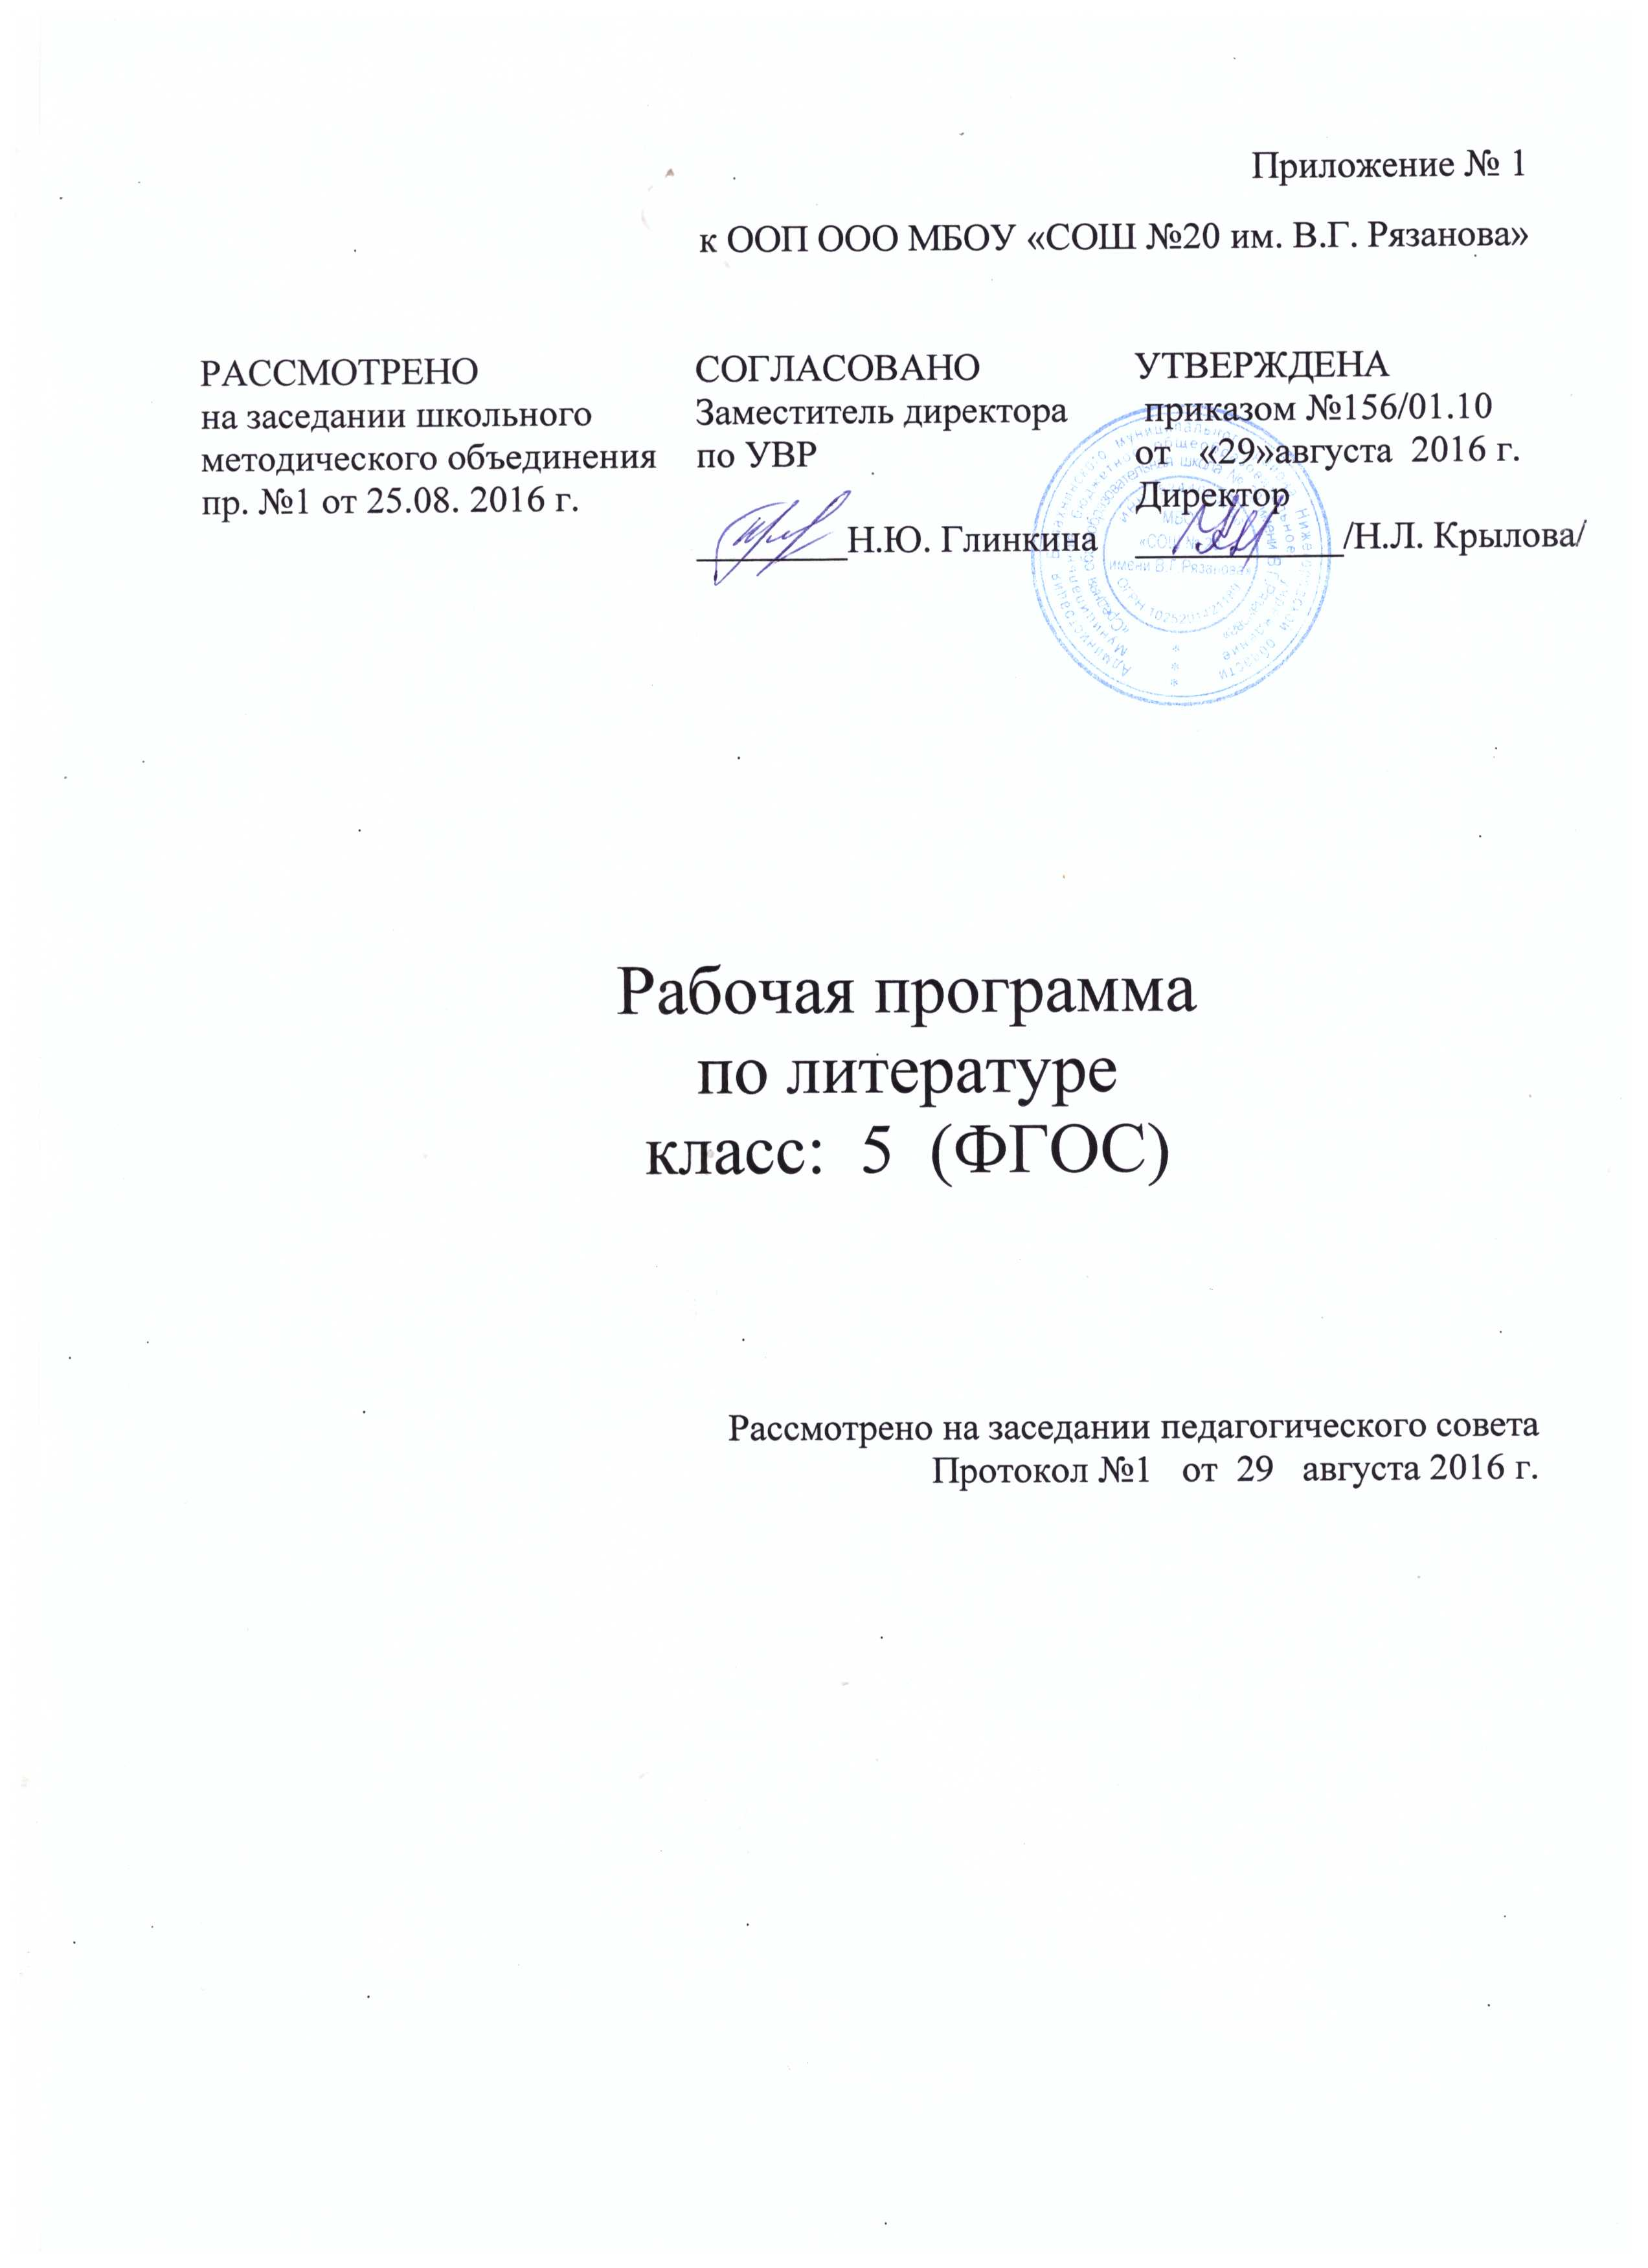 Приложение № 1
к ООП ООО МБОУ «СОШ №20 им. В.Г. Рязанова»
РАССМОТРЕНО
на заседании школьного
методического объединения
пр. №1 от 25.08. 2016 г.
СОГЛАСОВАНО
Заместитель директора
по УВР
Н.Ю. Глинкина
УТВЕРЖДЕНА
приказом №156/01.10
от «29»августа 2016 г.
Директор
/Н.Л. Крылова/
имени В.Г. Рязанова»
Рабочая программа
по литературе
класс: 5 (ФГОС)
Рассмотрено на заседании педагогического совета
Протокол №1 от 29 августа 2016 г.